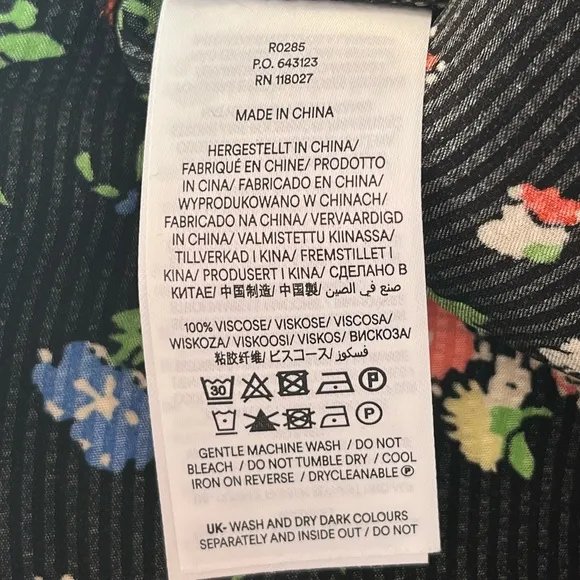 R0285
P.O. 643123
RN 118027
MADE IN CHINA
HERGESTELLT IN CHINA/
FABRIQUÉ EN CHINE/ PRODOTTO
IN CINA/ FABRICADO EN CHINA/
WYPRODUKOWANO W CHINACH/
FABRICADO NA CHINA/ VERVAARDIGD
IN CHINA/ VALMISTETTU KIINASSA/
TILLVERKAD I KINA/ FREMSTILLET I
KINA/ PRODUSERT I KINA/ СДЕЛАНО В
КИТАЕ/ 中国制造/ 中国製/ صنع في الصين
100% VISCOSE/ VISKOSE/ VISCOSA/
WISKOZA/ VISKOOSI/ VISKOS/ ВИСКОЗА/
粘胶纤维/ ビスコース/ فسكوز
30 P
P
GENTLE MACHINE WASH / DO NOT
BLEACH / DO NOT TUMBLE DRY / COOL
IRON ON REVERSE / DRYCLEANABLE P
UK- WASH AND DRY DARK COLOURS
SEPARATELY AND INSIDE OUT / DO NOT